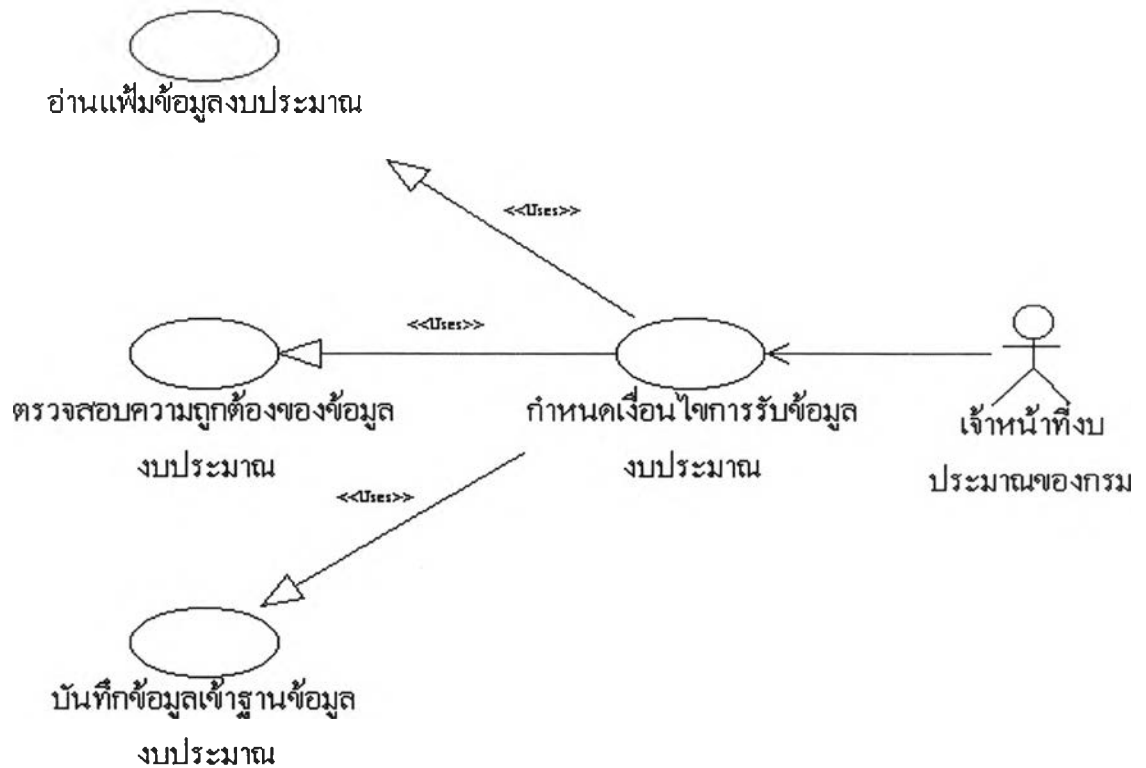 อ่านแฟ้มข้อมูลงบประมาณ
<<Uses>>
<<Uses>>
ตรวจสอบความถูกต้องของข้อมูล
งบประมาณ
กำหนดเงื่อนไขการรับข้อมูล
งบประมาณ
เจ้าหน้าที่งบ
ประมาณของกรม
<<Uses>>
บันทึกข้อมูลเข้าฐานข้อมูล
งบประมาณ